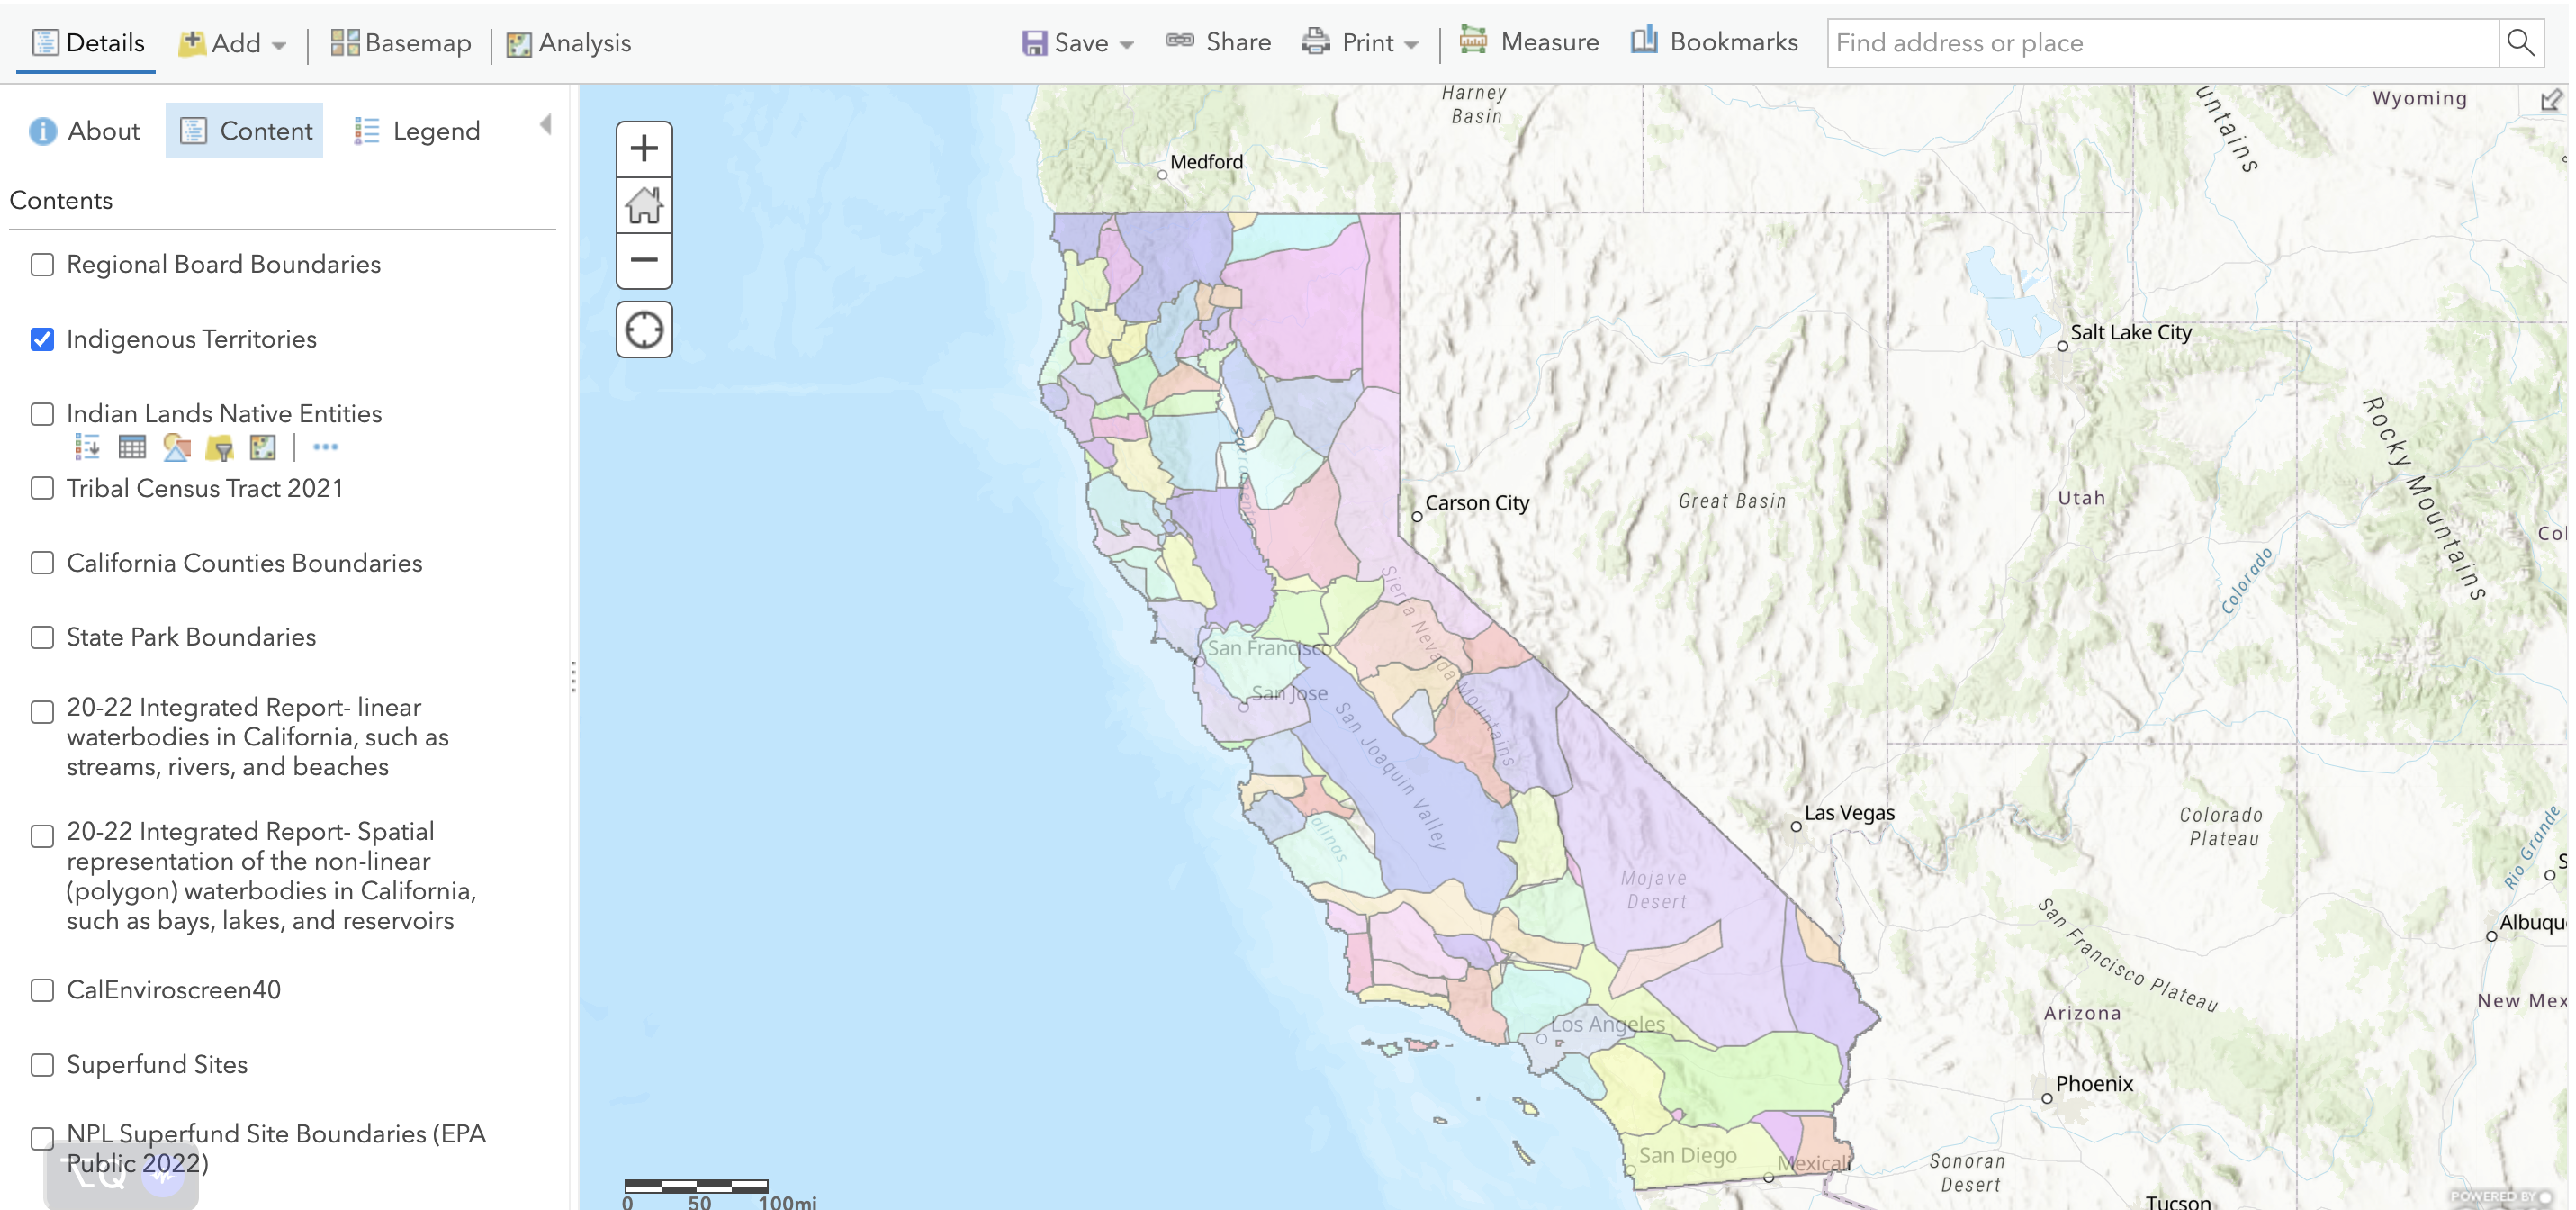 Details
Add
Basemap
Analysis
Save
Share
Print
Measure
Bookmarks
Find address or place
About
Content
Legend
Contents
Regional Board Boundaries
Indigenous Territories
Indian Lands Native Entities
Tribal Census Tract 2021
California Counties Boundaries
State Park Boundaries
20-22 Integrated Report- linear
waterbodies in California, such as
streams, rivers, and beaches
20-22 Integrated Report- Spatial
representation of the non-linear
(polygon) waterbodies in California,
such as bays, lakes, and reservoirs
CalEnviroscreen40
Superfund Sites
NPL Superfund Site Boundaries (EPA
Public 2022)
⌥Q
Harney
Basin
Wyoming
untains
Medford
Salt Lake City
Rocky Mountains
Carson City
Great Basin
Utah
Col
Colorado
Sierra Nevada Mountains
San Francisco
San Jose
San Joaquin Valley
alinas
Las Vegas
Colorado
Plateau
Rio Grande
S
Mojave
Desert
San Francisco Plateau
Albuqu
New Mex
Arizona
Los Angeles
Phoenix
San Diego
Mexicali
Sonoran
Desert
Tucson
0 50 100mi
POWERED BY